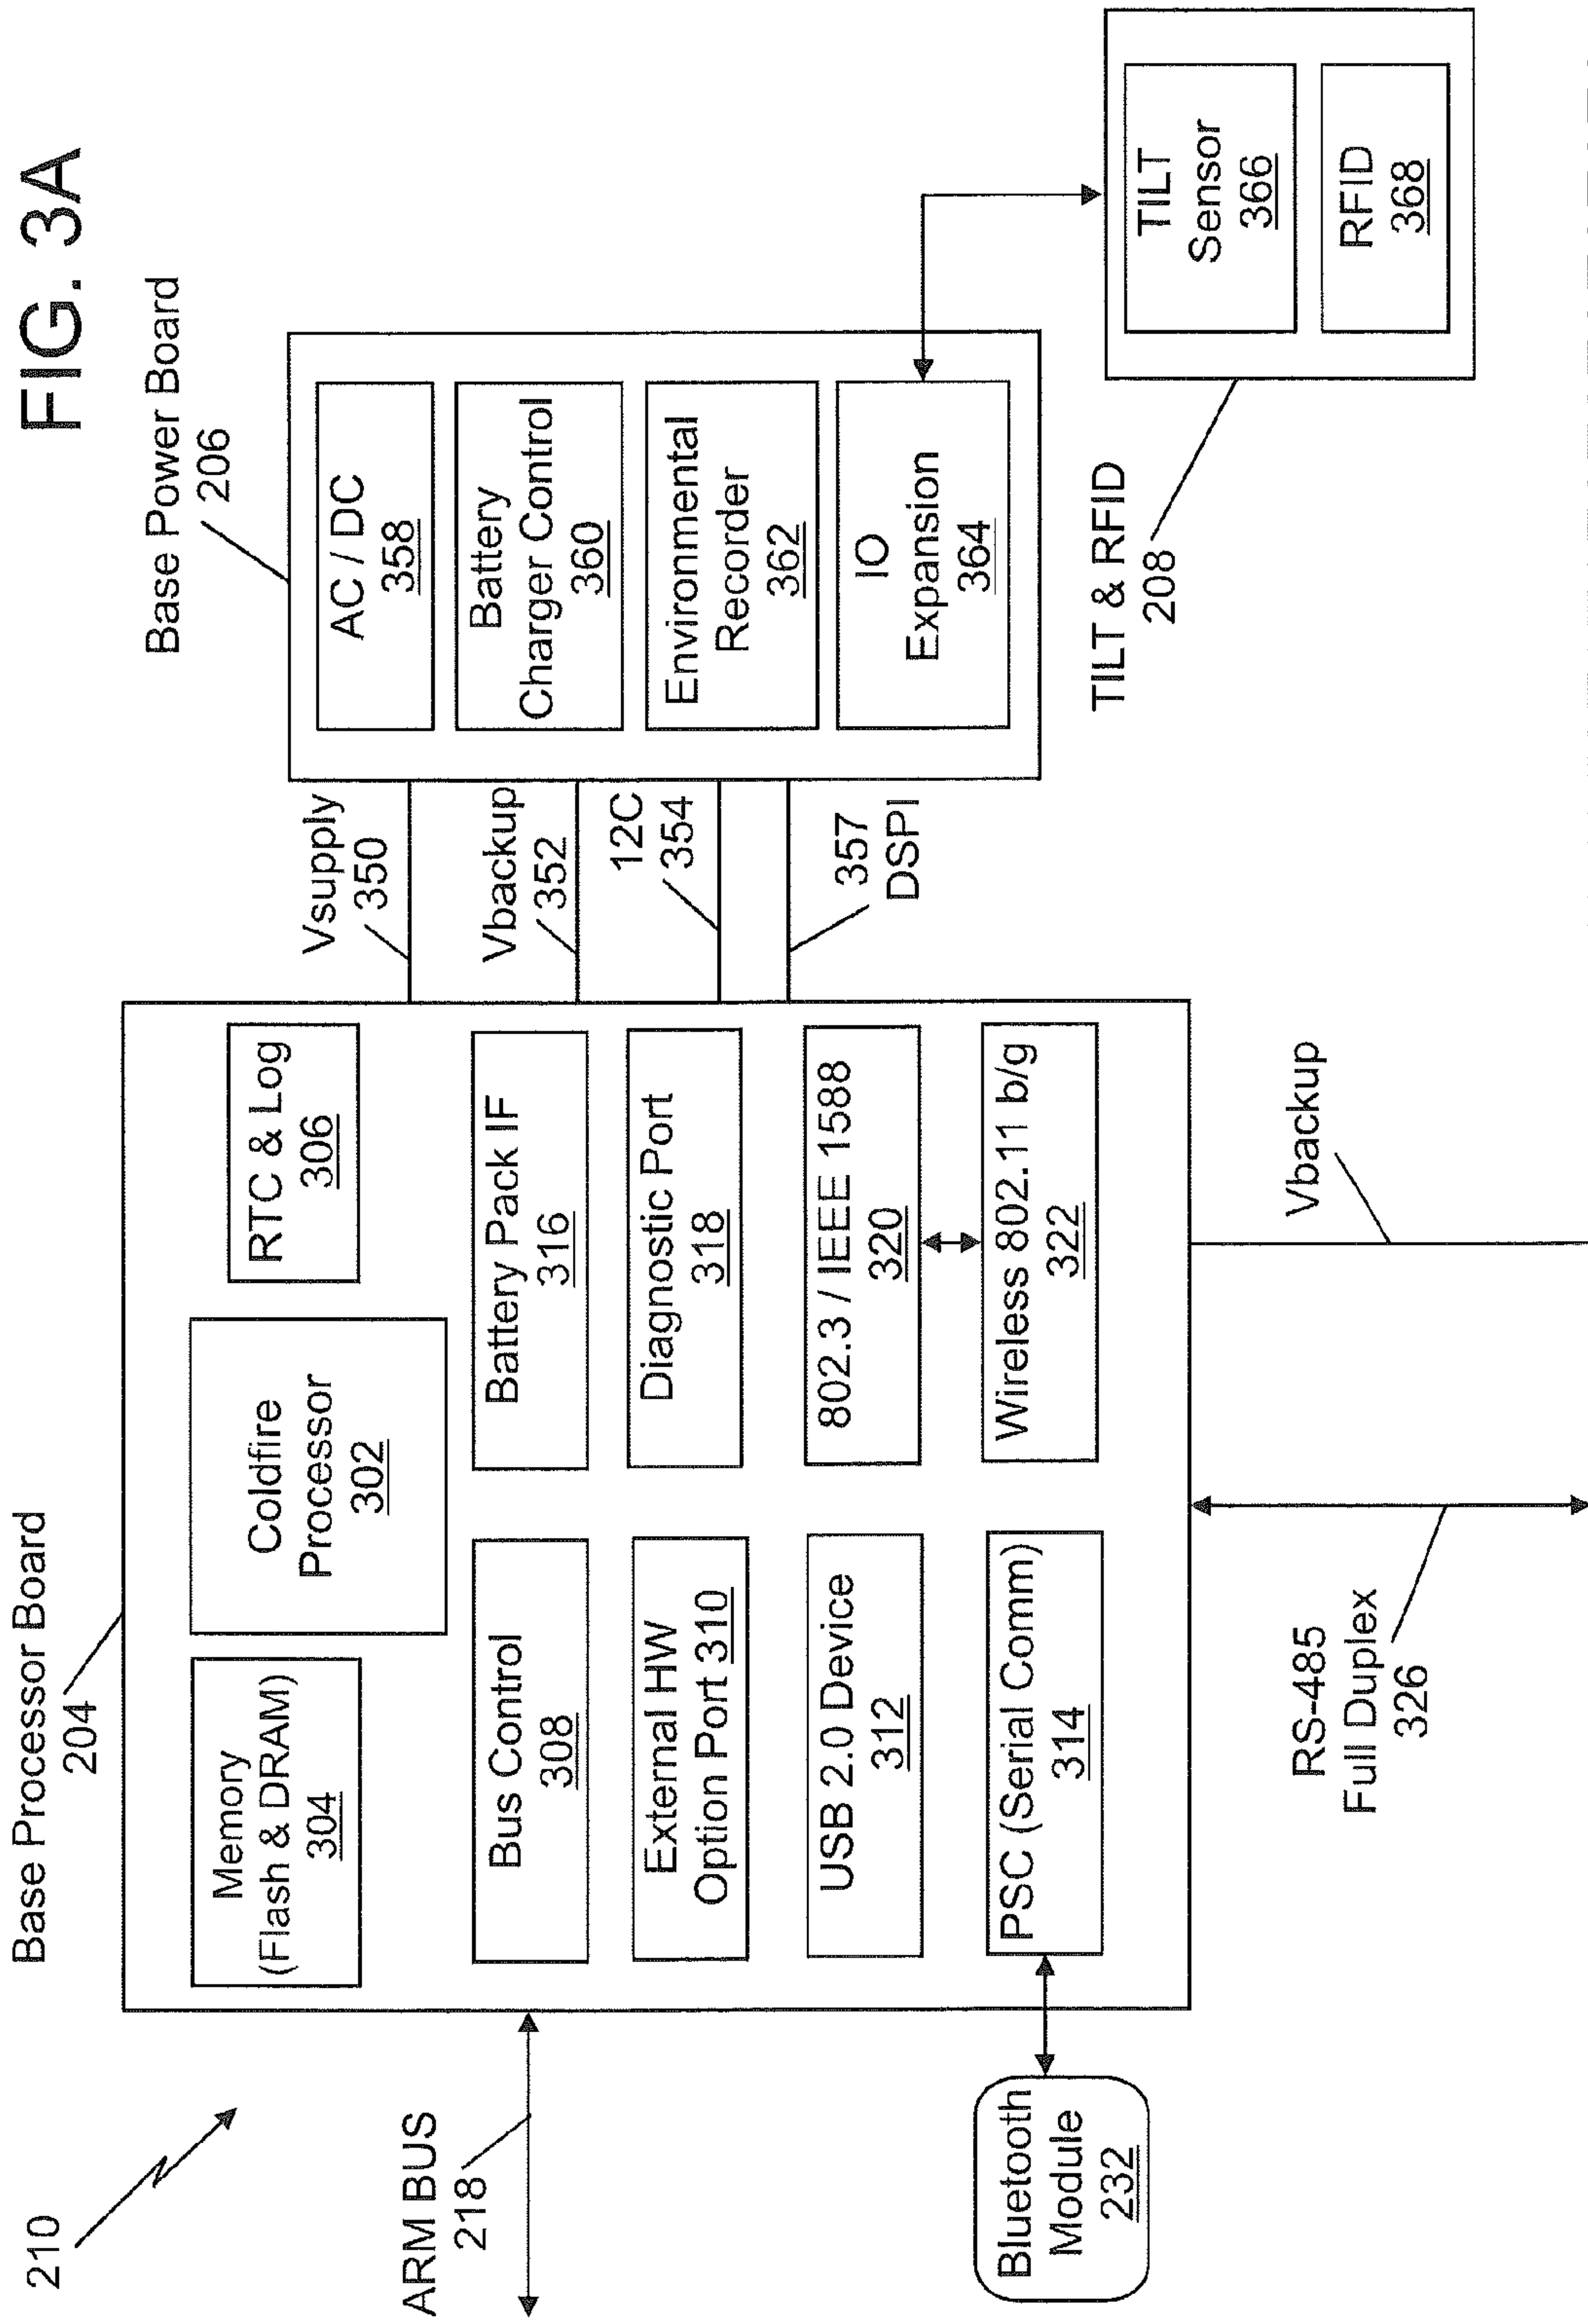 FIG. 3A
210
Base Processor Board
204
Memory
(Flash & DRAM)
304
Coldfire
Processor
302
RTC & Log
306
Bus Control
308
Battery Pack IF
316
External HW
Option Port 310
Diagnostic Port
318
USB 2.0 Device
312
802.3 / IEEE 1588
320
PSC (Serial Comm)
314
Wireless 802.11 b/g
322
ARM BUS
218
Bluetooth
Module
232
RS-485
Full Duplex
326
Vbackup
Vsupply
350
Vbackup
352
12C
354
357
DSPI
Base Power Board
206
AC / DC
358
Battery
Charger Control
360
Environmental
Recorder
362
IO
Expansion
364
TILT & RFID
208
TILT
Sensor
366
RFID
368